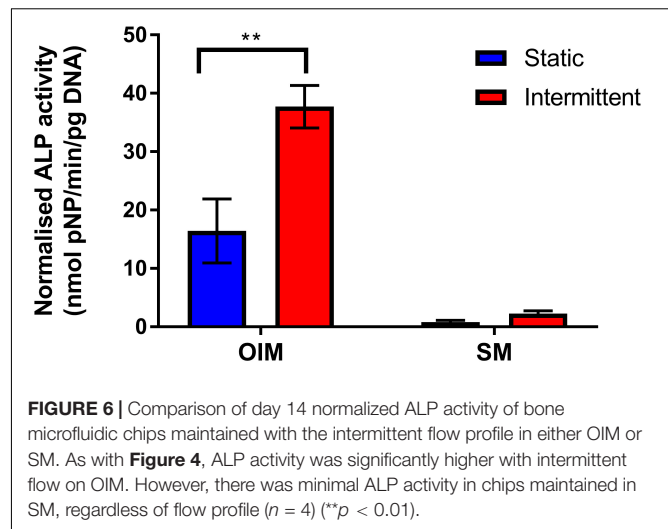 50
40
30
20
10
0
Normalised ALP activity
(nmol pNP/min/pg DNA)
**
Static
Intermittent
OIM
SM
FIGURE 6 | Comparison of day 14 normalized ALP activity of bone
microfluidic chips maintained with the intermittent flow profile in either OIM or
SM. As with Figure 4, ALP activity was significantly higher with intermittent
flow on OIM. However, there was minimal ALP activity in chips maintained in
SM, regardless of flow profile (n = 4) (**p < 0.01).